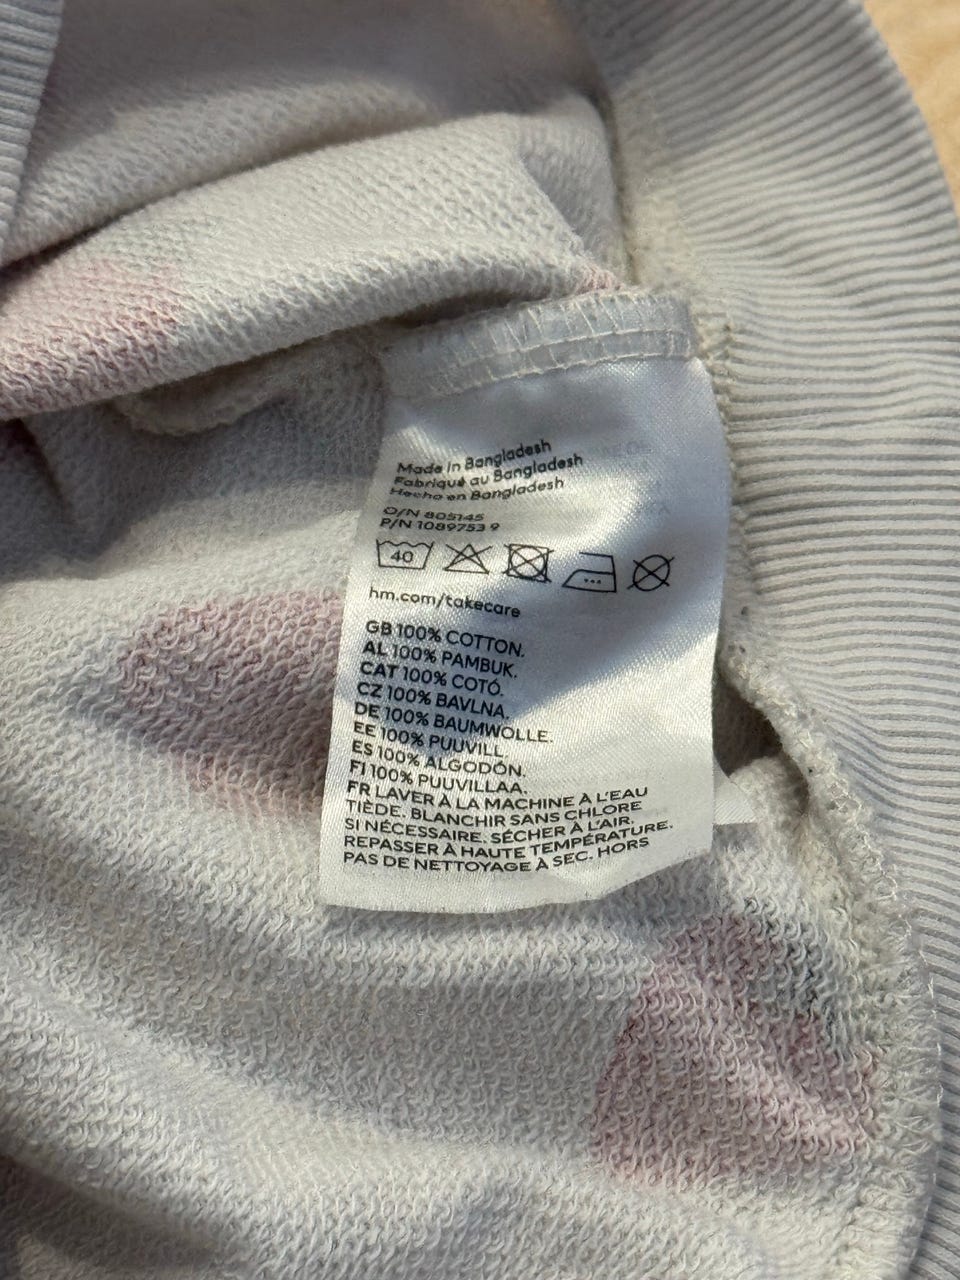 Made in Bangladesh
Fabriqué au Bangladesh
Hecho en Bangladesh
O/N 805145
P/N 1089753 9
40
hm.com/takecare
GB 100% COTTON.
AL 100% PAMBUK.
CAT 100% COTÓ.
CZ 100% BAVLNA.
DE 100% BAUMWOLLE.
EE 100% PUUVILL.
ES 100% ALGODÓN.
FI 100% PUUVILLAA.
FR LAVER À LA MACHINE À L'EAU
TIÈDE. BLANCHIR SANS CHLORE
SI NÉCESSAIRE. SÉCHER À L'AIR.
REPASSER À HAUTE TEMPÉRATURE.
PAS DE NETTOYAGE À SEC. HORS